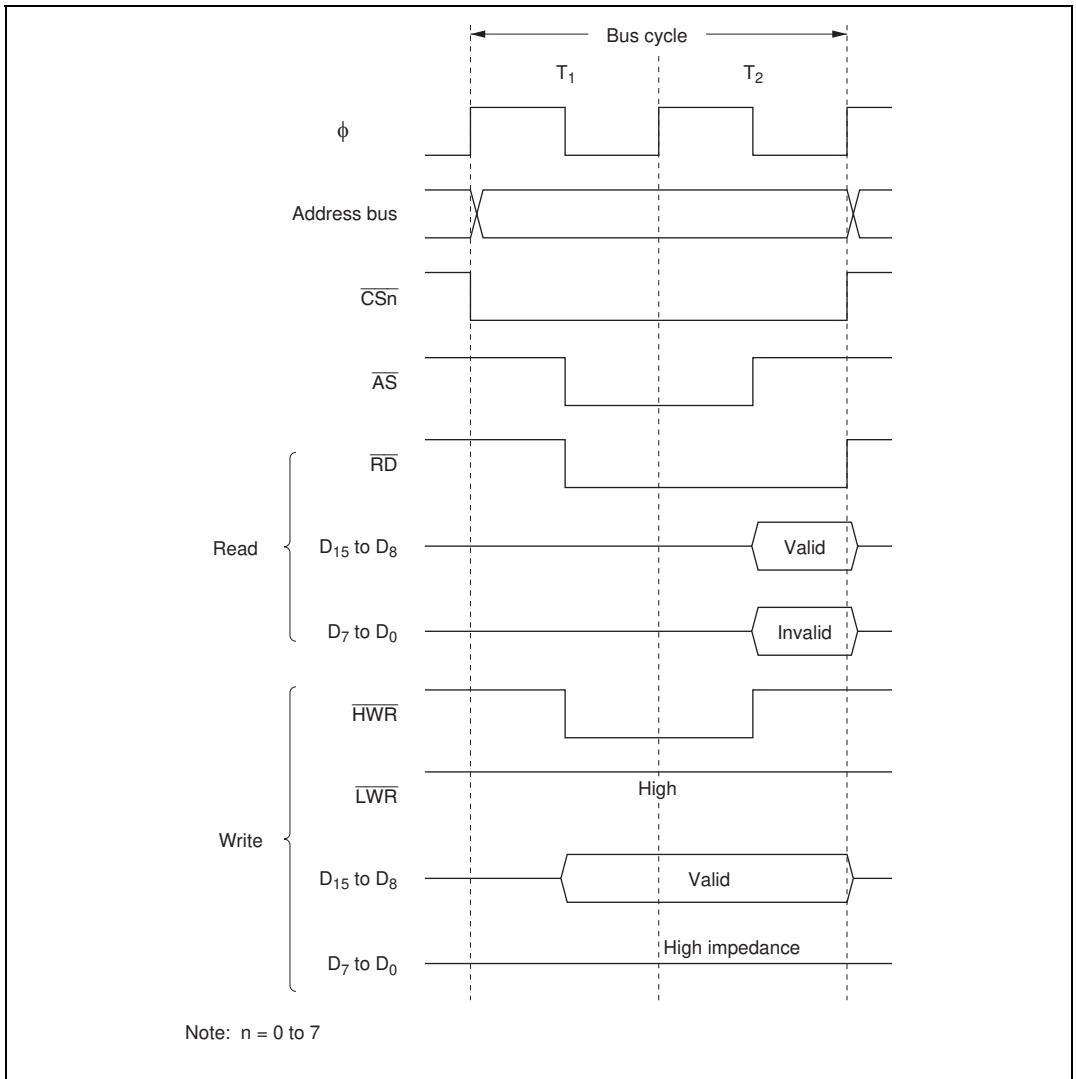 Bus cycle
T1 T2
ϕ
Address bus
CSn
AS
RD
Read
D15 to D8 Valid
D7 to D0 Invalid
HWR
LWR High
Write
D15 to D8 Valid
D7 to D0 High impedance
Note: n = 0 to 7